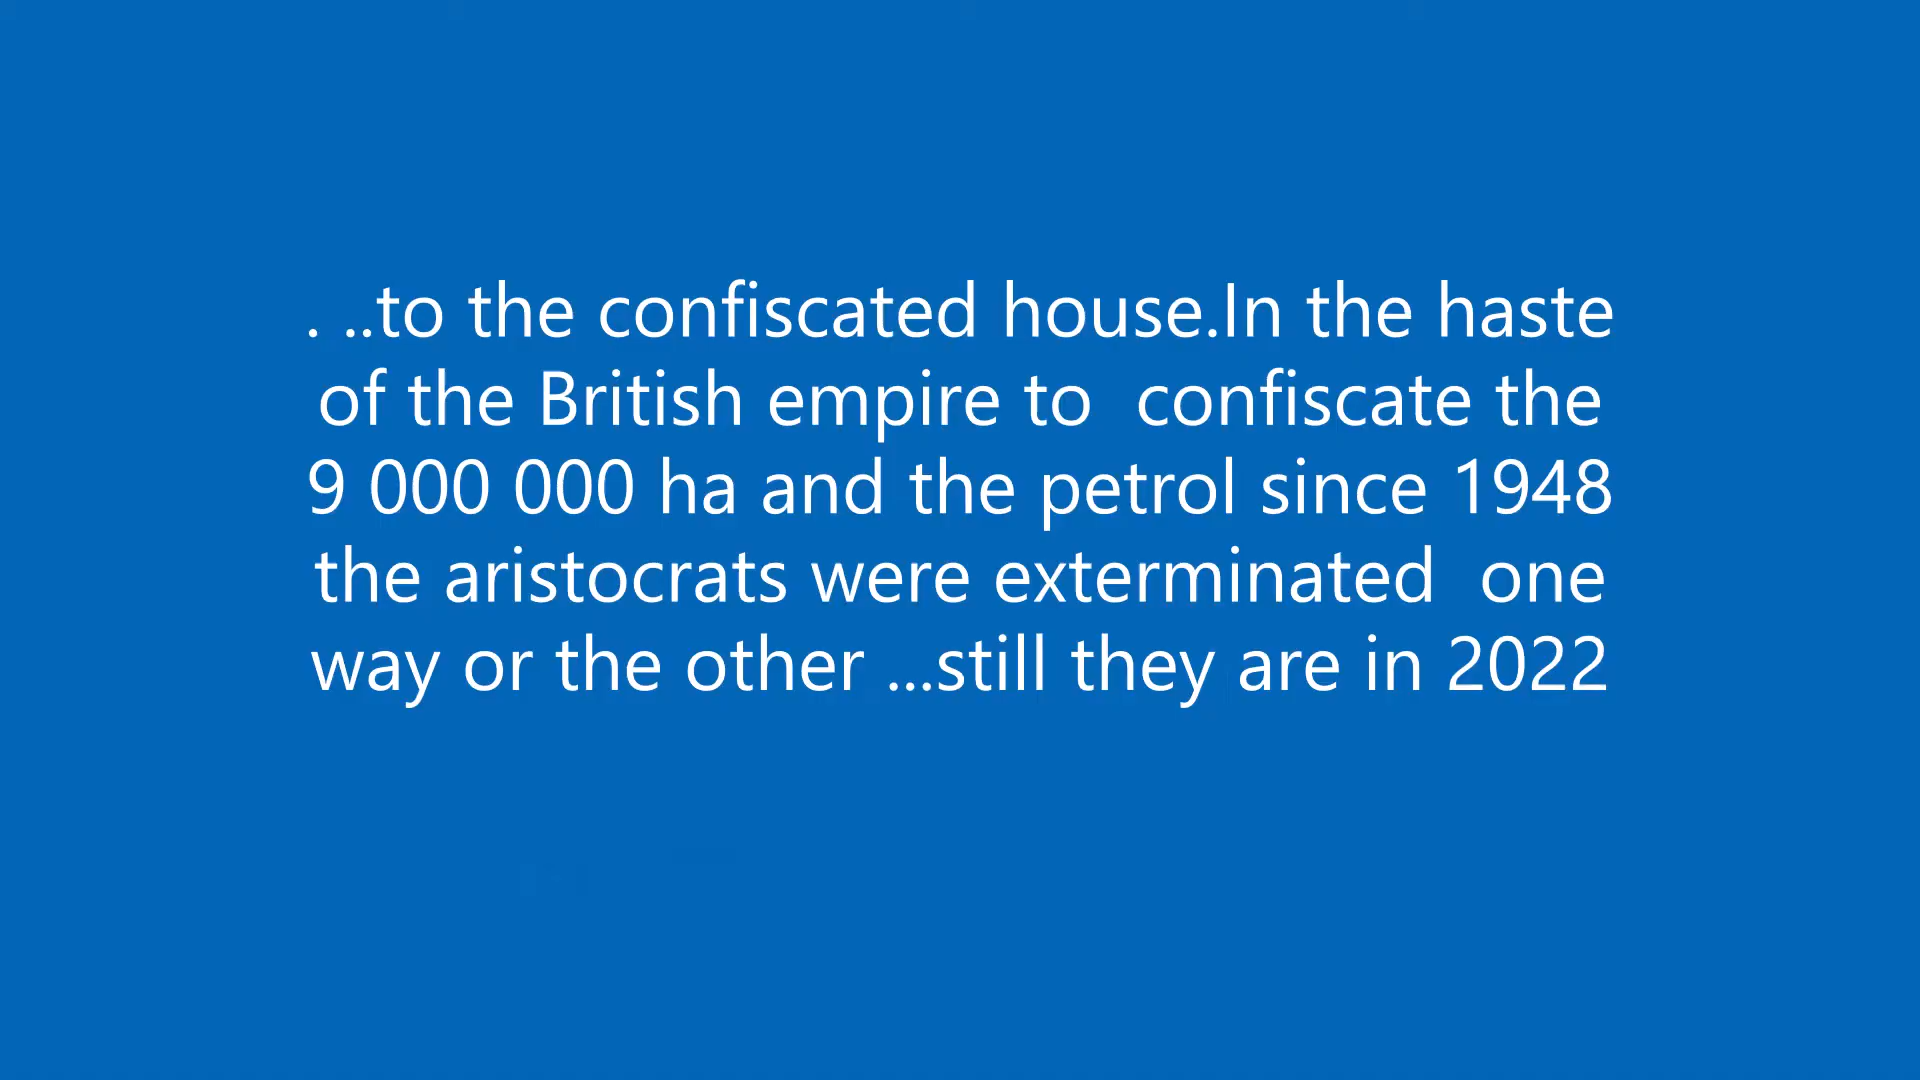 . ..to the confiscated house.In the haste
of the British empire to  confiscate the
9 000 000 ha and the petrol since 1948
the aristocrats were exterminated  one
way or the other ...still they are in 2022